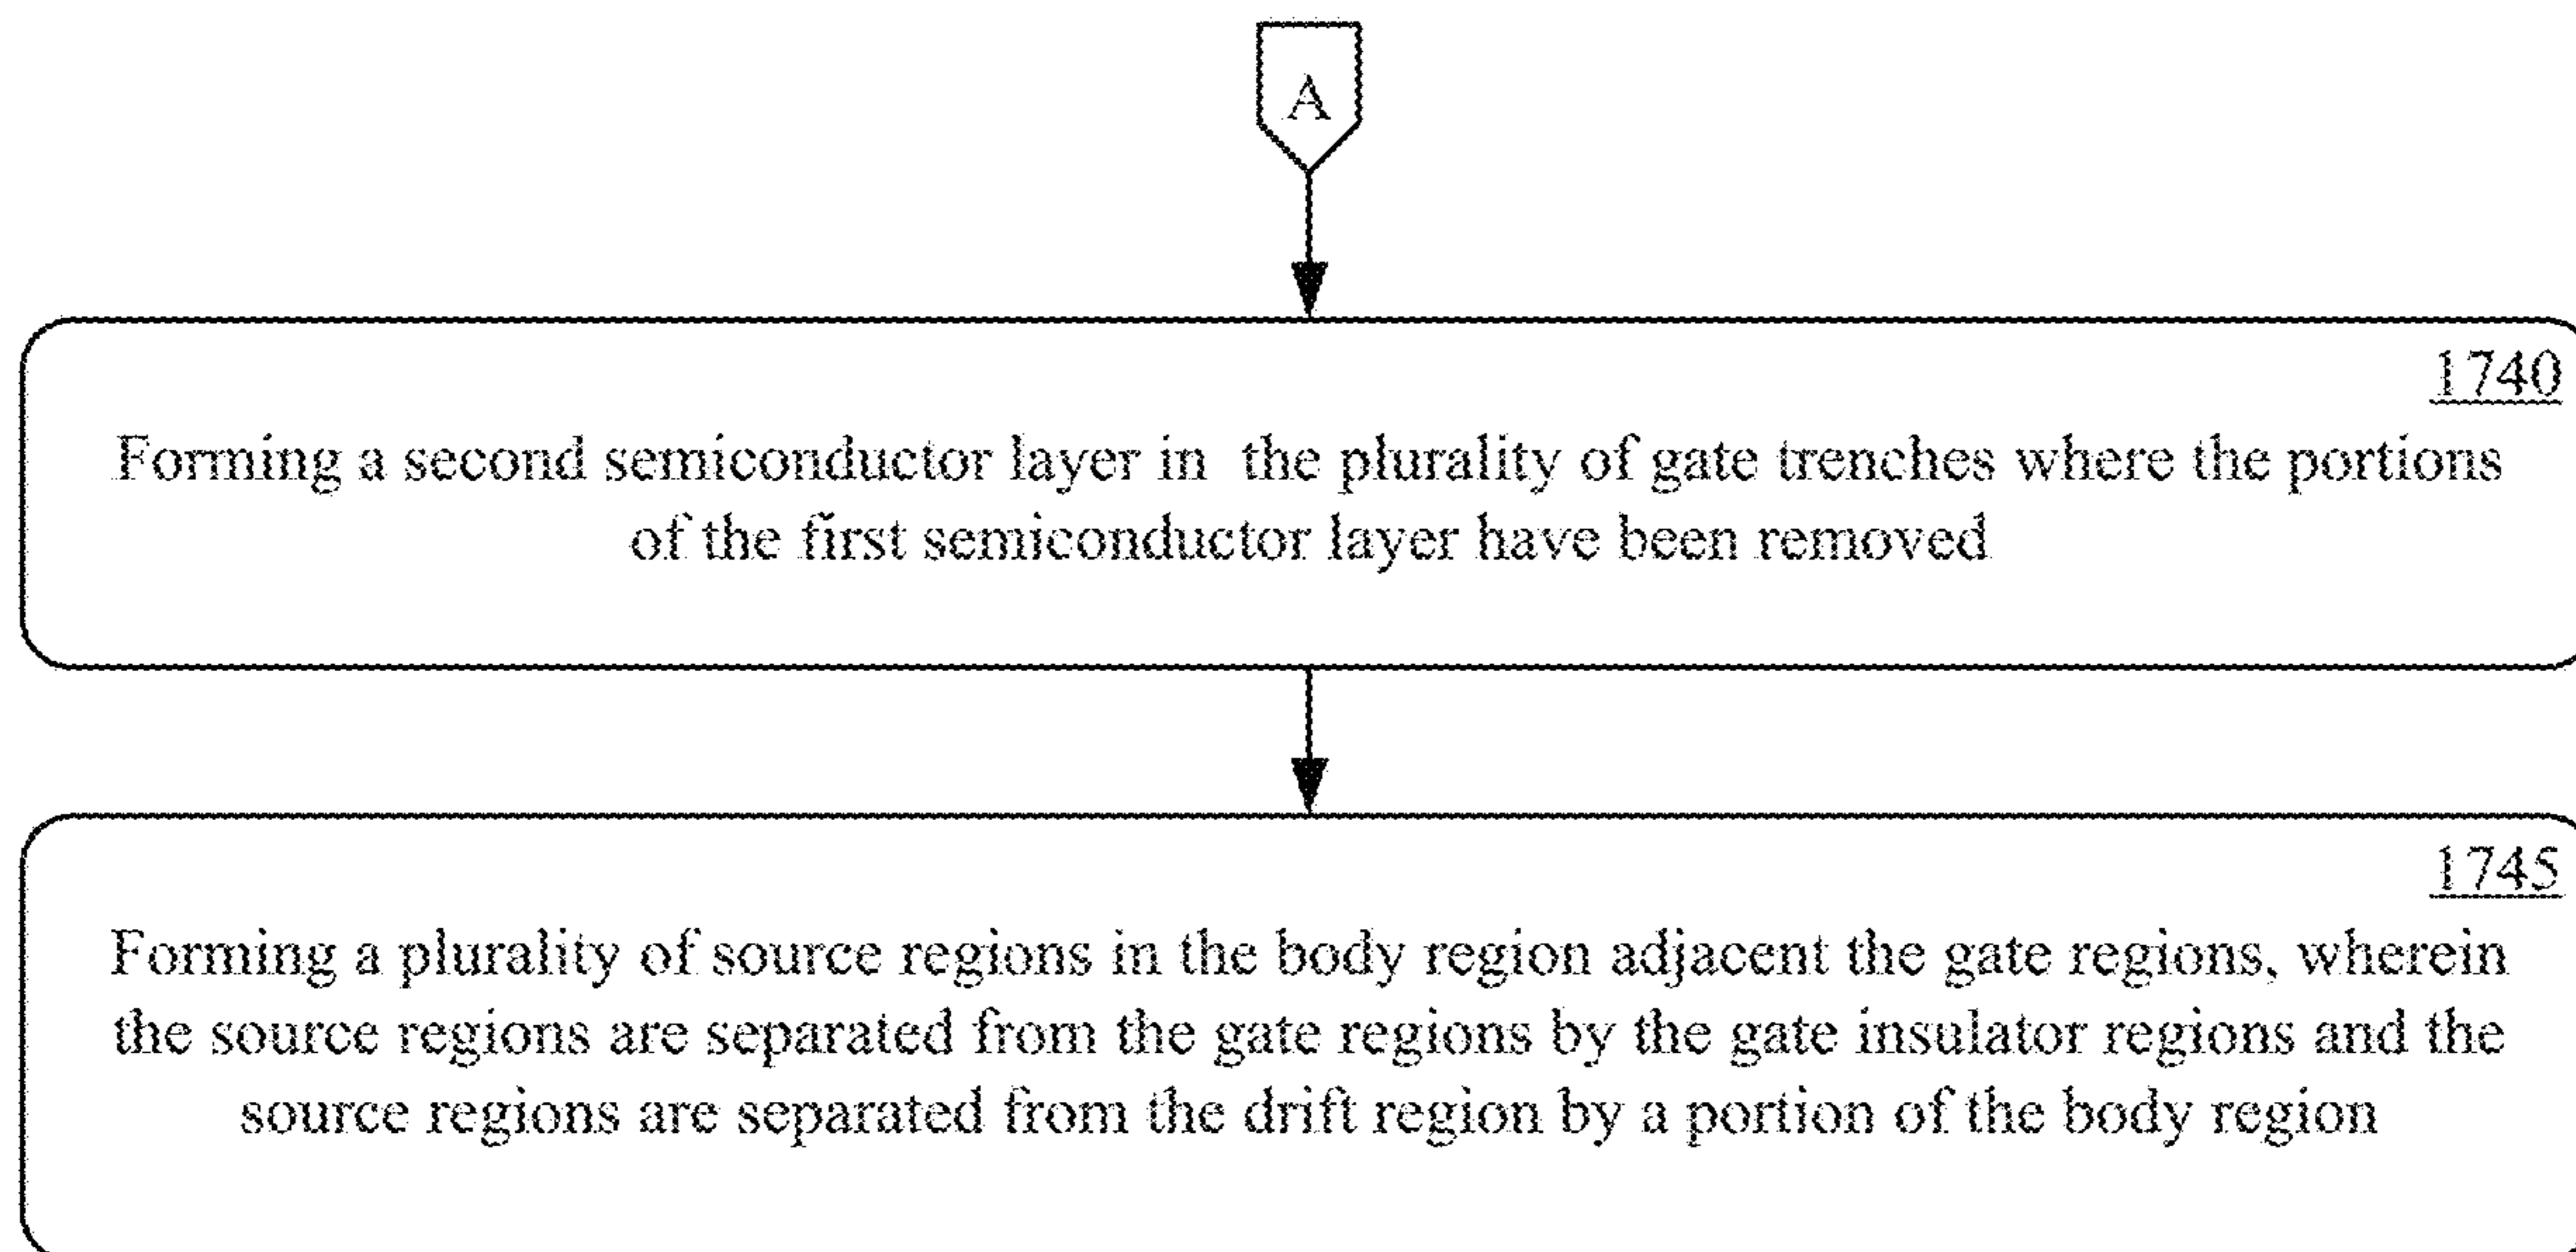 A
1740
Forming a second semiconductor layer in the plurality of gate trenches where the portions
of the first semiconductor layer have been removed
1745
Forming a plurality of source regions in the body region adjacent the gate regions, wherein
the source regions are separated from the gate regions by the gate insulator regions and the
source regions are separated from the drift region by a portion of the body region